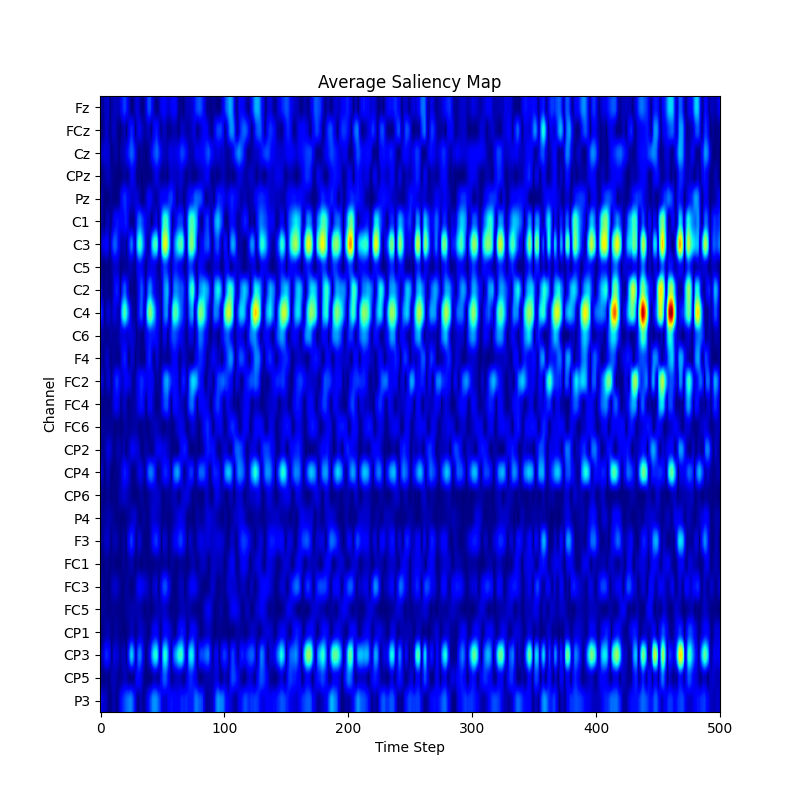 Average Saliency Map
Channel
Fz
FCz
Cz
CPz
Pz
C1
C3
C5
C2
C4
C6
F4
FC2
FC4
FC6
CP2
CP4
CP6
P4
F3
FC1
FC3
FC5
CP1
CP3
CP5
P3
0 100 200 300 400 500
Time Step